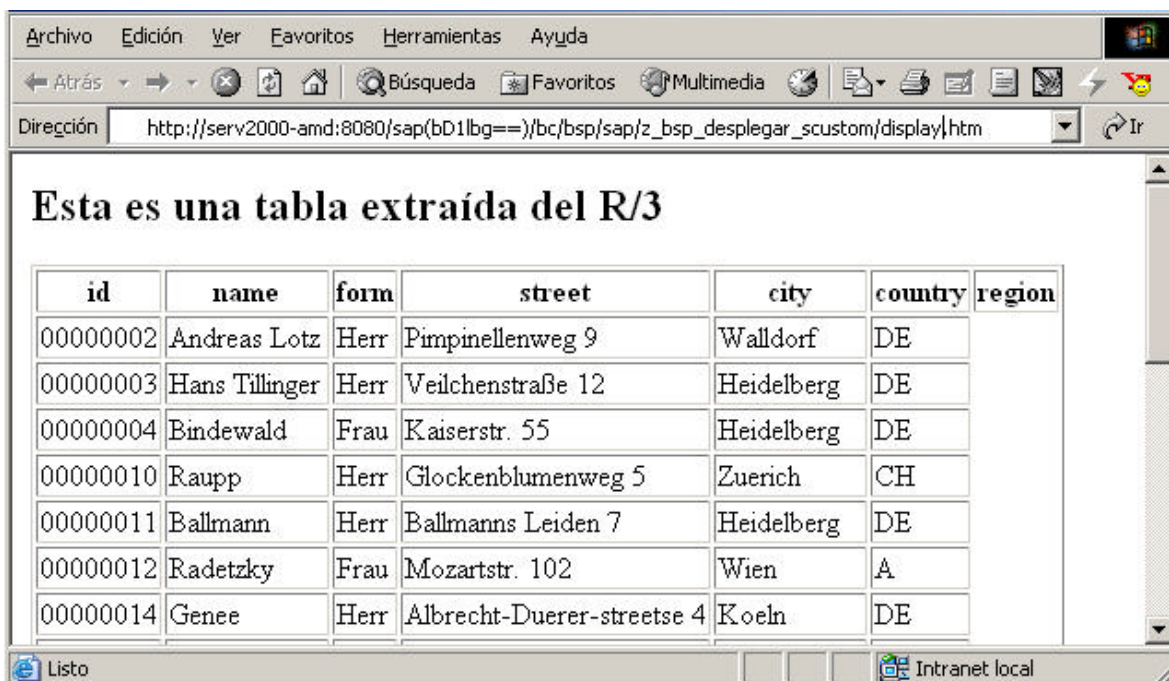 Archivo Edición Ver Favoritos Herramientas Ayuda
Atrás Búsqueda Favoritos Multimedia
Dirección http://serv2000-amd:8080/sap(bD1lbg==)/bc/bsp/sap/z_bsp_desplegar_scustom/display.htm Ir
Esta es una tabla extraída del R/3
id name form street city country region
00000002 Andreas Lotz Herr Pimpinellenweg 9 Walldorf DE
00000003 Hans Tillinger Herr Veilchenstraße 12 Heidelberg DE
00000004 Bindewald Frau Kaiserstr. 55 Heidelberg DE
00000010 Raupp Herr Glockenblumenweg 5 Zuerich CH
00000011 Ballmann Herr Ballmanns Leiden 7 Heidelberg DE
00000012 Radetzky Frau Mozartstr. 102 Wien A
00000014 Genee Herr Albrecht-Duerer-streetse 4 Koeln DE
Listo Intranet local